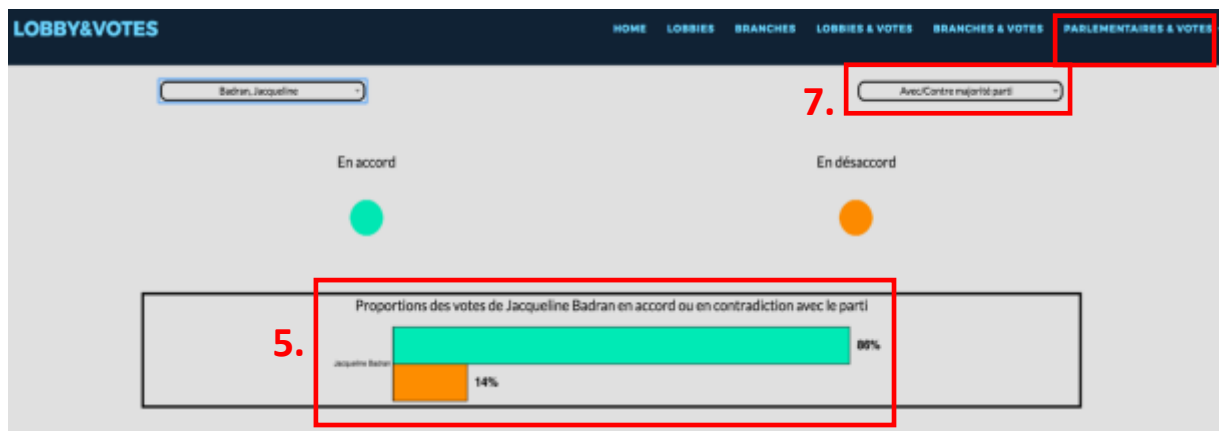 LOBBY&VOTES HOME LOBBIES BRANCHES LOBBIES & VOTES BRANCHES & VOTES PARLEMENTAIRES & VOTES
Badran, Jacqueline 7. Avec/Contre majorité parti
En accord En désaccord
Proportions des votes de Jacqueline Badran en accord ou en contradiction avec le parti
5. Jacqueline Badran 86%
14%